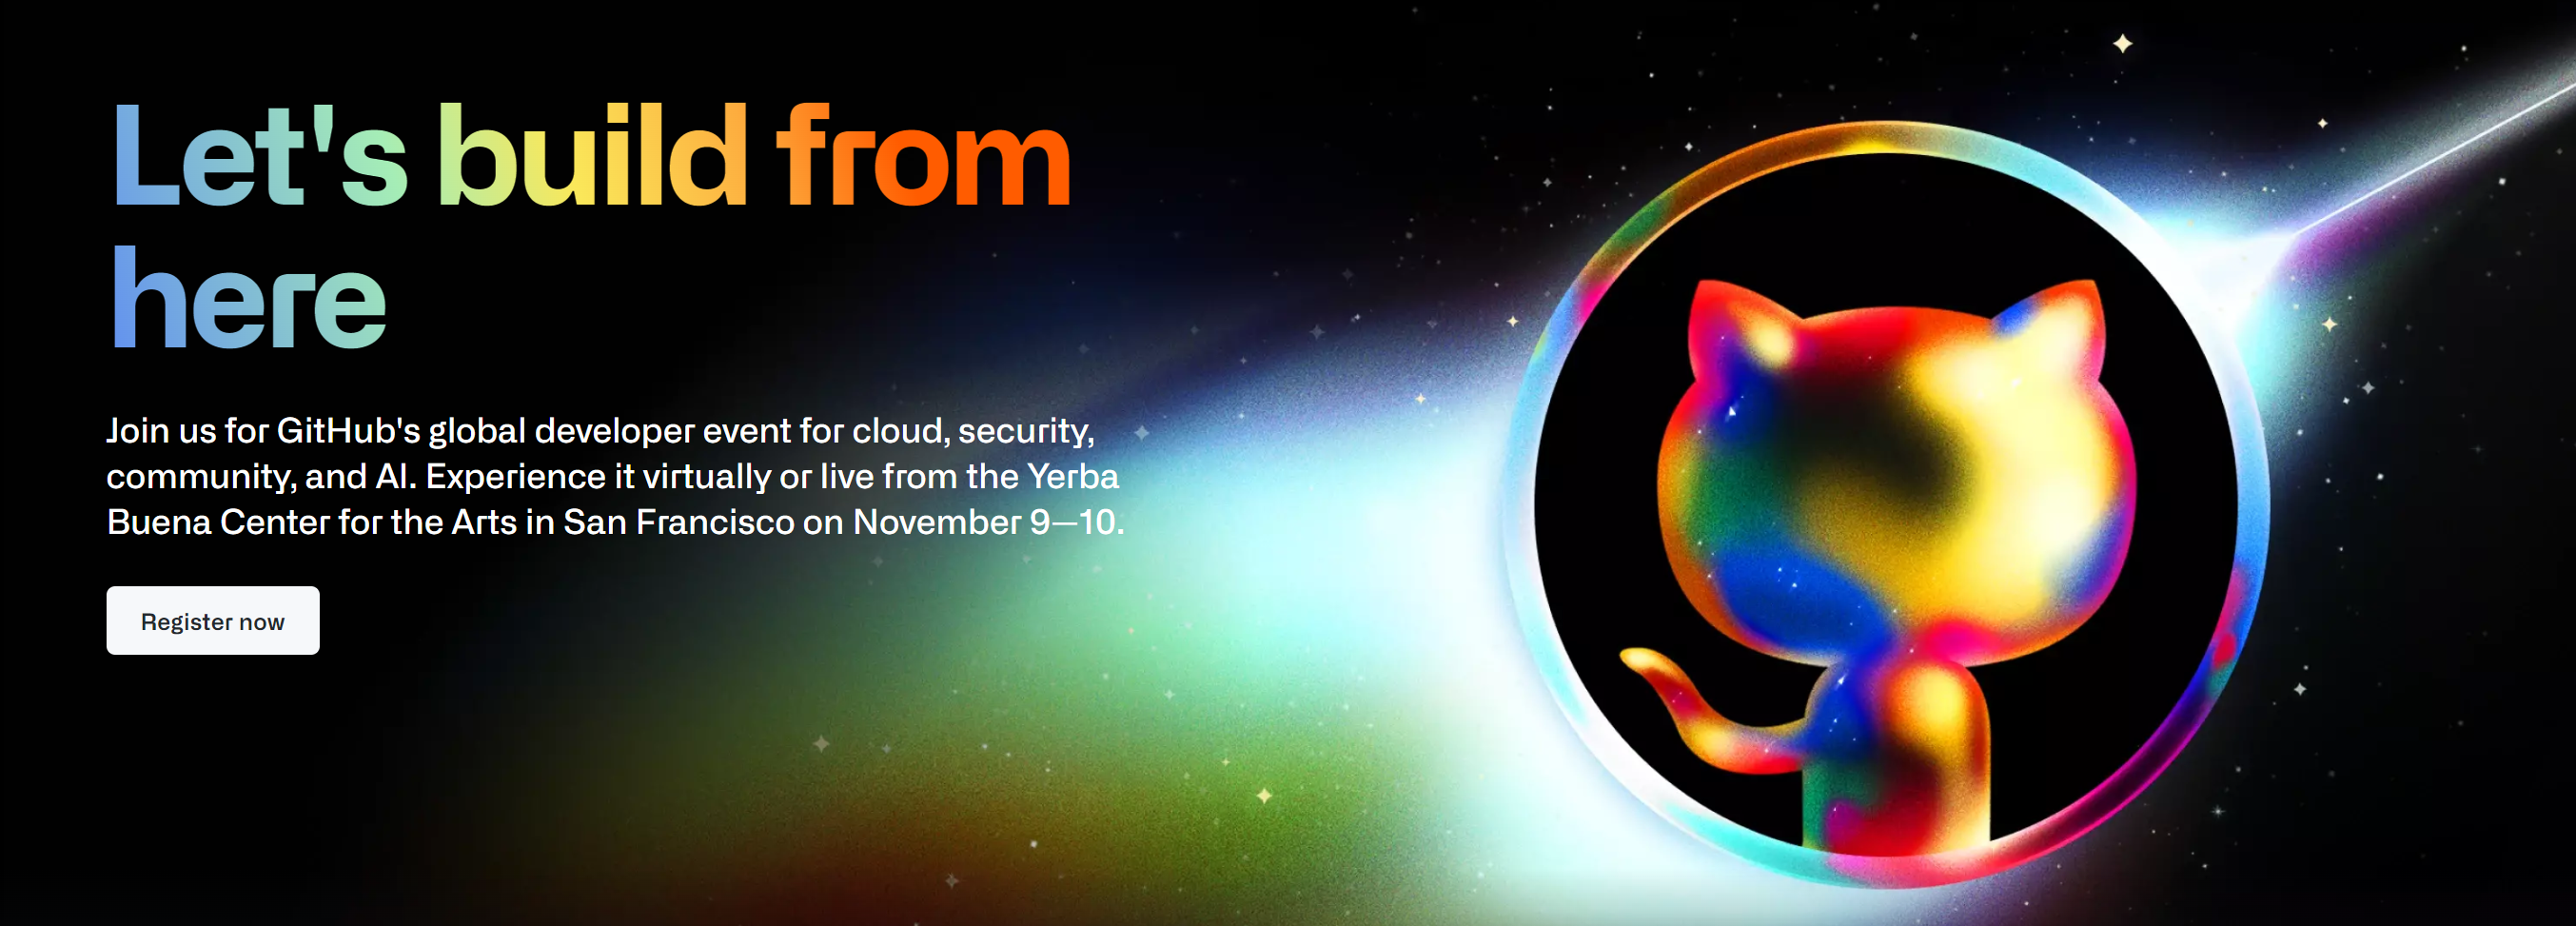 Let's build from
here
Join us for GitHub's global developer event for cloud, security,
community, and AI. Experience it virtually or live from the Yerba
Buena Center for the Arts in San Francisco on November 9—10.
Register now